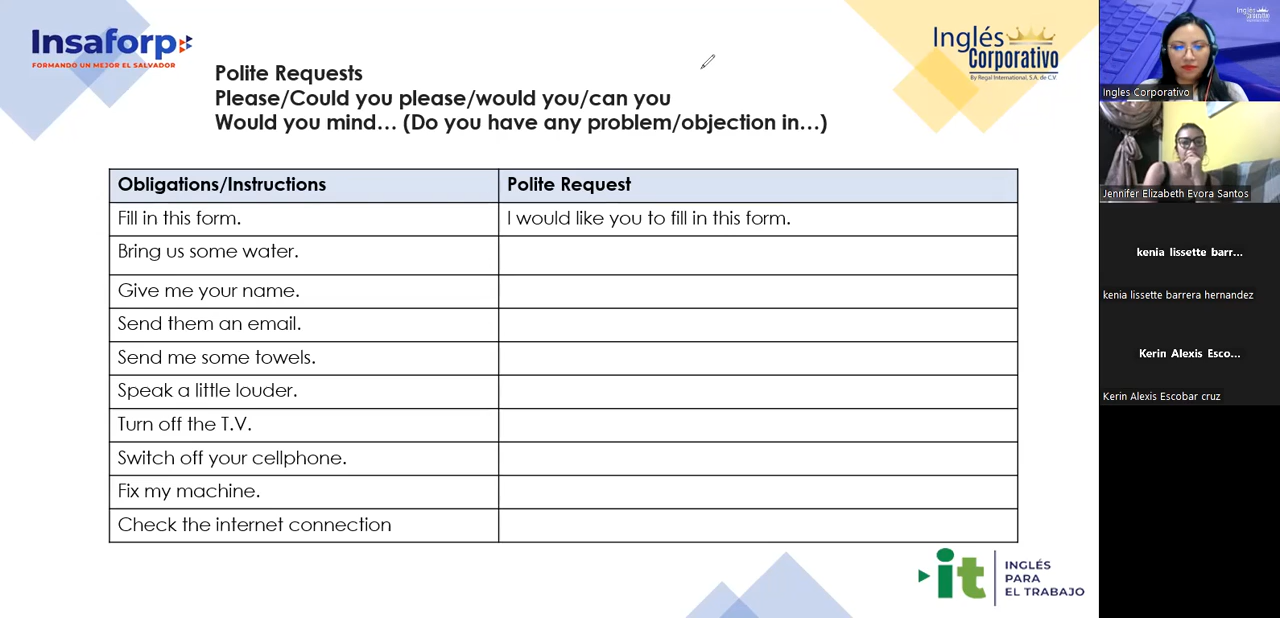 Insaforp
FORMANDO UN MEJOR EL SALVADOR
Inglés
Corporativo
By Regal International, S.A. de C.V.
Polite Requests
Please/Could you please/would you/can you
Would you mind… (Do you have any problem/objection in…)
Obligations/Instructions Polite Request
Fill in this form. I would like you to fill in this form.
Bring us some water.
Give me your name.
Send them an email.
Send me some towels.
Speak a little louder.
Turn off the T.V.
Switch off your cellphone.
Fix my machine.
Check the internet connection
it
INGLÉS
PARA
EL TRABAJO
Inglés
Corporativo
Ingles Corporativo
Jennifer Elizabeth Evora Santos
kenia lissette barr...
kenia lissette barrera hernandez
Kerin Alexis Esco...
Kerin Alexis Escobar cruz